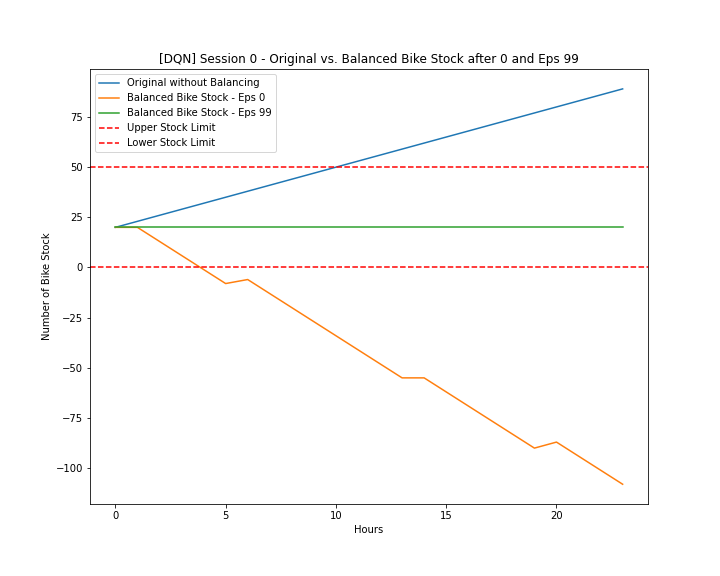 [DQN] Session 0 - Original vs. Balanced Bike Stock after 0 and Eps 99
Original without Balancing
Balanced Bike Stock - Eps 0
Balanced Bike Stock - Eps 99
Upper Stock Limit
Lower Stock Limit
Number of Bike Stock
75
50
25
0
−25
−50
−75
−100
0
5
10
15
20
Hours